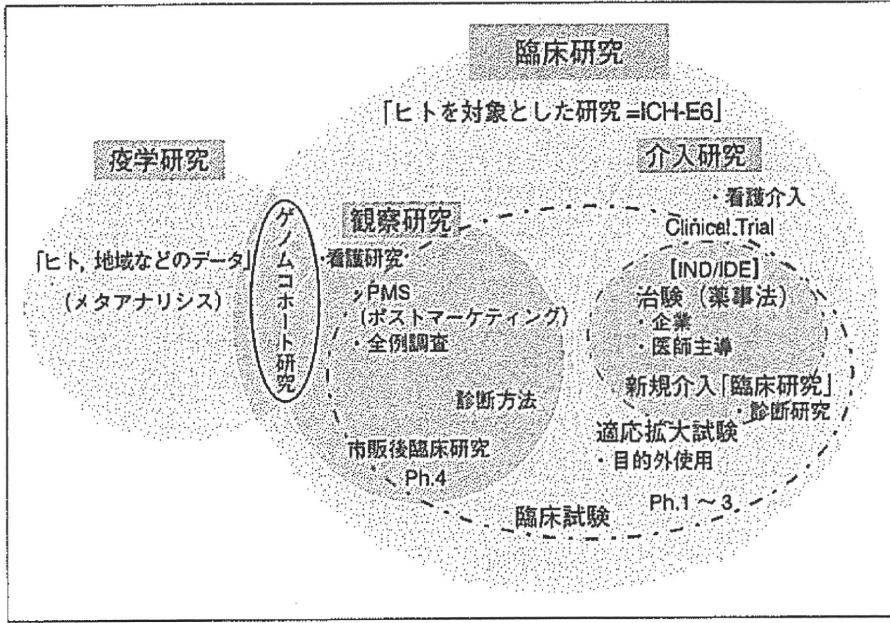 臨床研究
「ヒトを対象とした研究=ICH-E6」
疫学研究
介入研究
・看護介入
ゲノムコホート研究
観察研究
Clinical.Trial
「ヒト,地域などのデータ」
・看護研究
【IND/IDE】
(メタアナリシス)
・PMS
治験(薬事法)
(ポストマーケティング)
・企業
・全例調査
・医師主導
新規介入「臨床研究」
診断方法
・診断研究
適応拡大試験
市販後臨床研究
・目的外使用
Ph.4
Ph.1~3
臨床試験